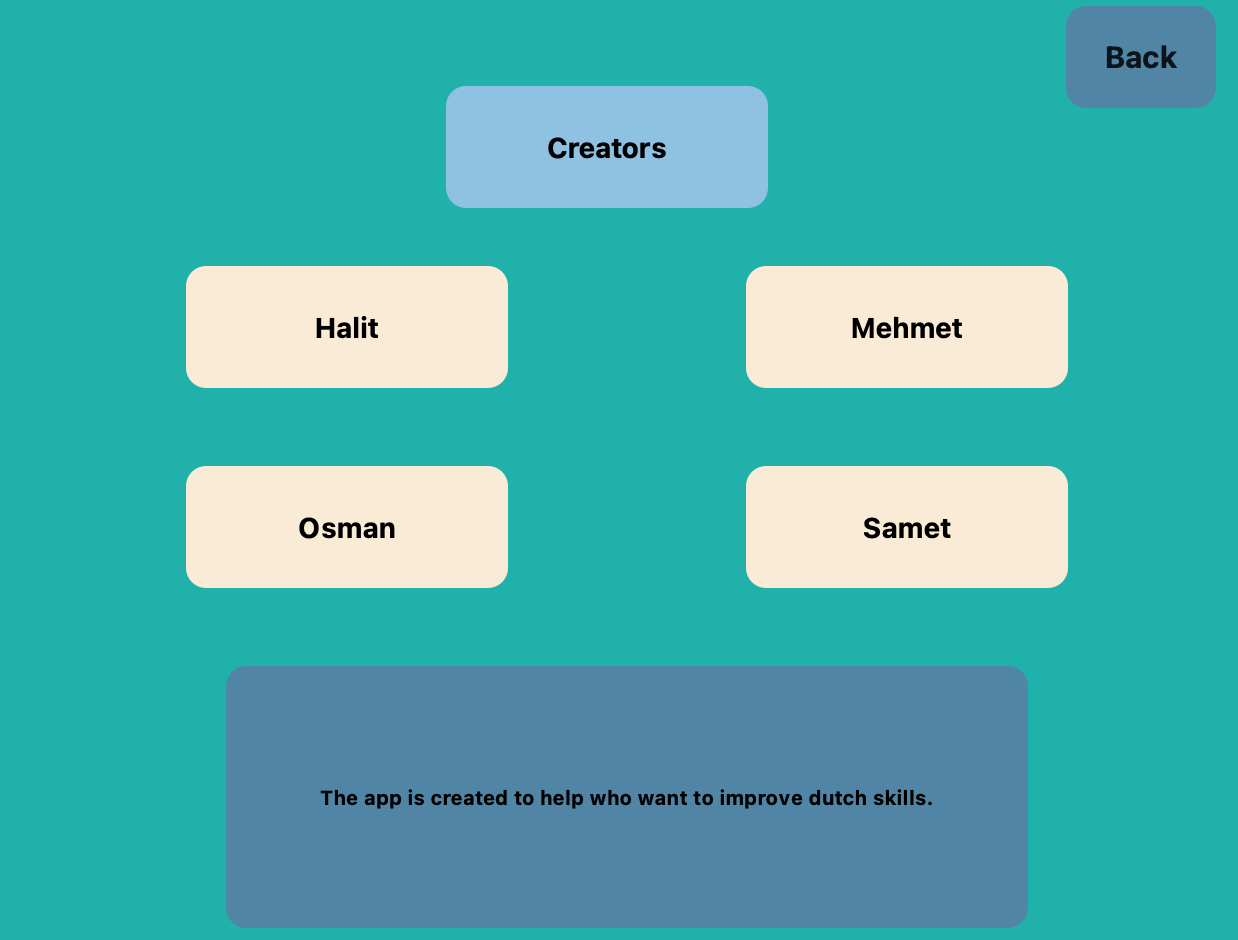 Back
Creators
Halit
Mehmet
Osman
Samet
The app is created to help who want to improve dutch skills.